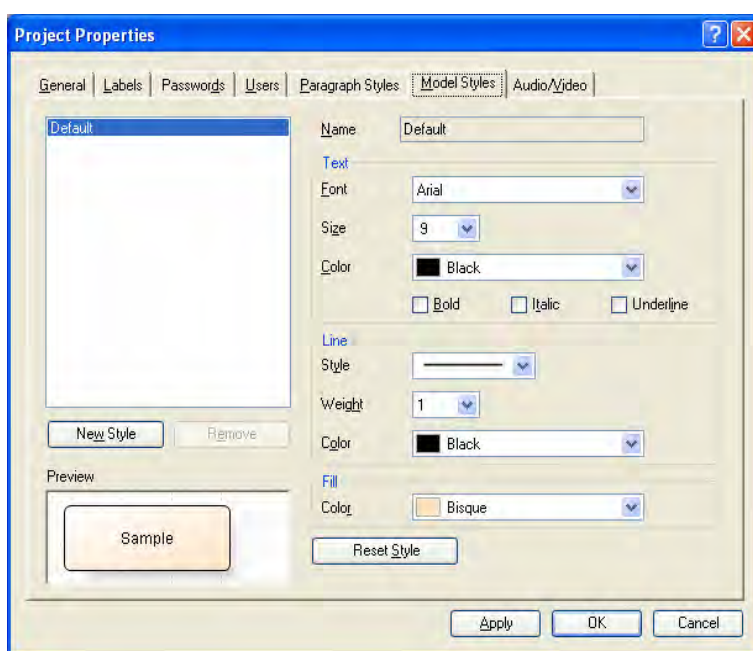 Project Properties
General Labels Passwords Users Paragraph Styles Model Styles Audio/Video
Default
Name Default
Text
Font Arial
Size 9
Color Black
Bold Italic Underline
Line
Style
Weight 1
Color Black
Fill
Color Bisque
Reset Style
New Style Remove
Preview
Sample
Apply OK Cancel